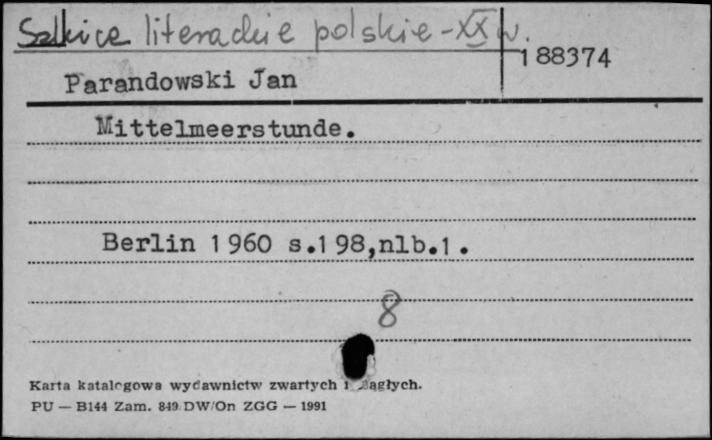 Szkice literackie polskie - XX w.
188374
Parandowski Jan
Mittelmeerstunde.
Berlin 1960 s.198,nlb.1.
8
Karta katalogowa wydawnictw zwartych i
PU — B144 Zam. 849 DW/On ZGG — 1991